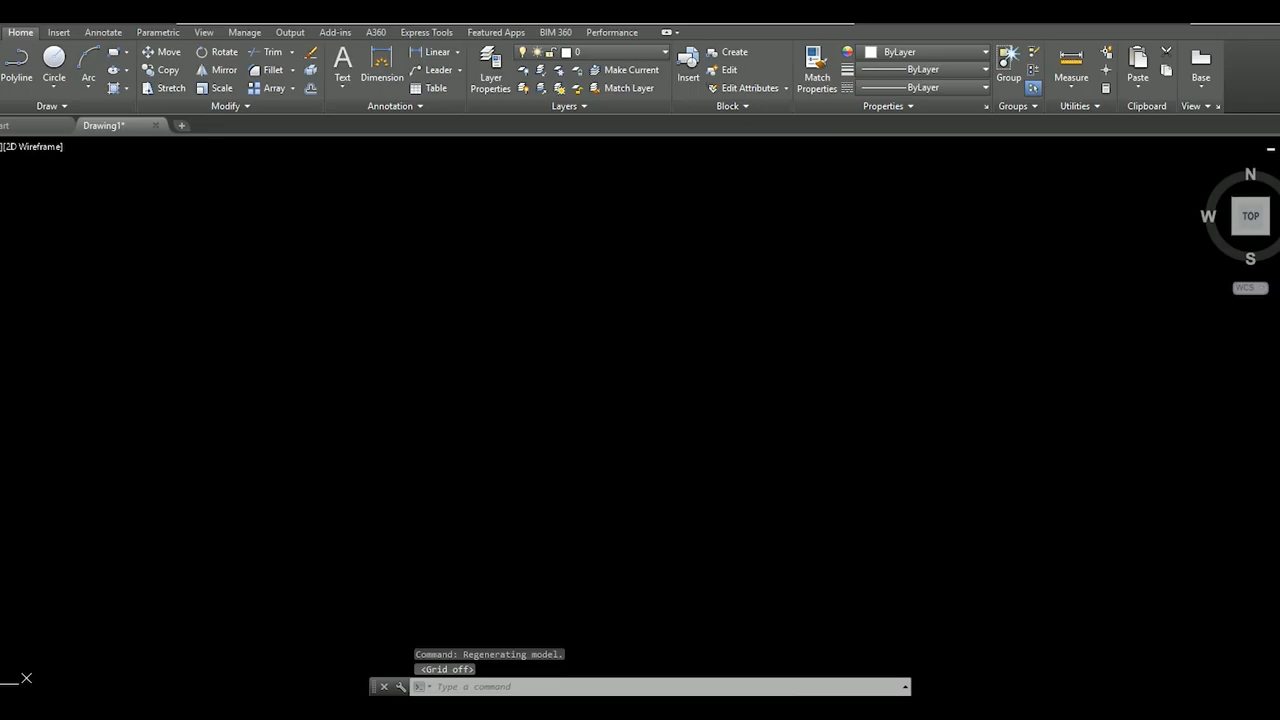 Home Insert Annotate Parametric View Manage Output Add-ins A360 Express Tools Featured Apps BIM 360 Performance
Move Rotate Trim Linear 0 Create ByLayer
Polyline Circle Arc Copy Mirror Fillet Text Dimension Leader Layer Properties Make Current Insert Edit Match Properties ByLayer Group Measure Paste Base
Stretch Scale Array Table Match Layer Edit Attributes ByLayer
Draw Modify Annotation Layers Block Properties Groups Utilities Clipboard View
art Drawing1*
][2D Wireframe]
N
W TOP
S
WCS
Command: Regenerating model.
<Grid off>
Type a command